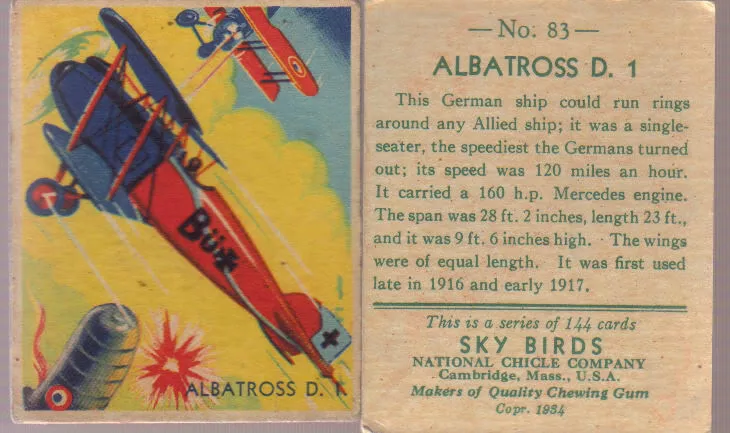 Bü
ALBATROSS D. 1
— No. 83 —
ALBATROSS D. 1
This German ship could run rings
around any Allied ship; it was a single-
seater, the speediest the Germans turned
out; its speed was 120 miles an hour.
It carried a 160 h.p. Mercedes engine.
The span was 28 ft. 2 inches, length 23 ft.,
and it was 9 ft. 6 inches high. The wings
were of equal length. It was first used
late in 1916 and early 1917.
This is a series of 144 cards
SKY BIRDS
NATIONAL CHICLE COMPANY
Cambridge, Mass., U.S.A.
Makers of Quality Chewing Gum
Copr. 1934